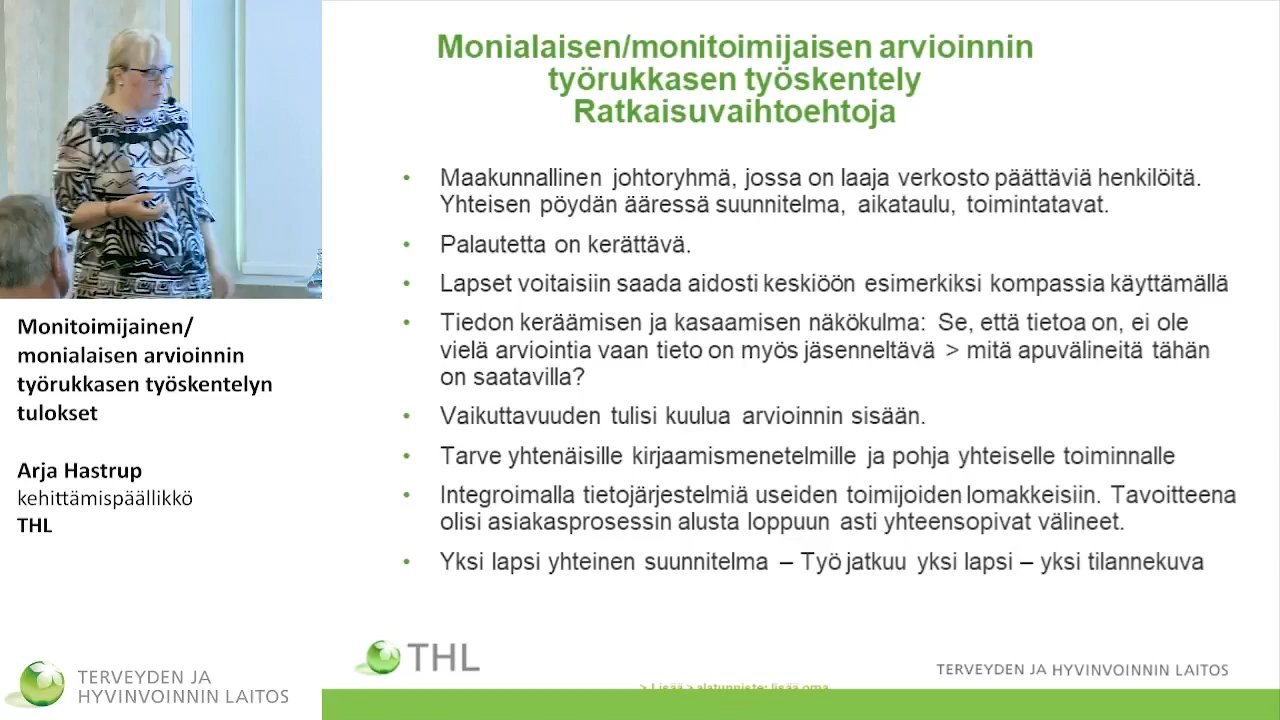 Monialaisen/monitoimijaisen arvioinnin
työrukkasen työskentely
Ratkaisuvaihtoehtoja
• Maakunnallinen johtoryhmä, jossa on laaja verkosto päättäviä henkilöitä.
Yhteisen pöydän ääressä suunnitelma, aikataulu, toimintatavat.
• Palautetta on kerättävä.
• Lapset voitaisiin saada aidosti keskiöön esimerkiksi kompassia käyttämällä
• Tiedon keräämisen ja kasaamisen näkökulma: Se, että tietoa on, ei ole
vielä arviointia vaan tieto on myös jäsenneltävä > mitä apuvälineitä tähän
on saatavilla?
• Vaikuttavuuden tulisi kuulua arvioinnin sisään.
• Tarve yhtenäisille kirjaamismenetelmille ja pohja yhteiselle toiminnalle
• Integroimalla tietojärjestelmiä useiden toimijoiden lomakkeisiin. Tavoitteena
olisi asiakasprosessin alusta loppuun asti yhteensopivat välineet.
• Yksi lapsi yhteinen suunnitelma – Työ jatkuu yksi lapsi – yksi tilannekuva
Monitoimijainen/
monialaisen arvioinnin
työrukkasen työskentelyn
tulokset
Arja Hastrup
kehittämispäällikkö
THL
TERVEYDEN JA
HYVINVOINNIN LAITOS
THL
TERVEYDEN JA HYVINVOINNIN LAITOS
> Lisää > alatunniste: lisää oma